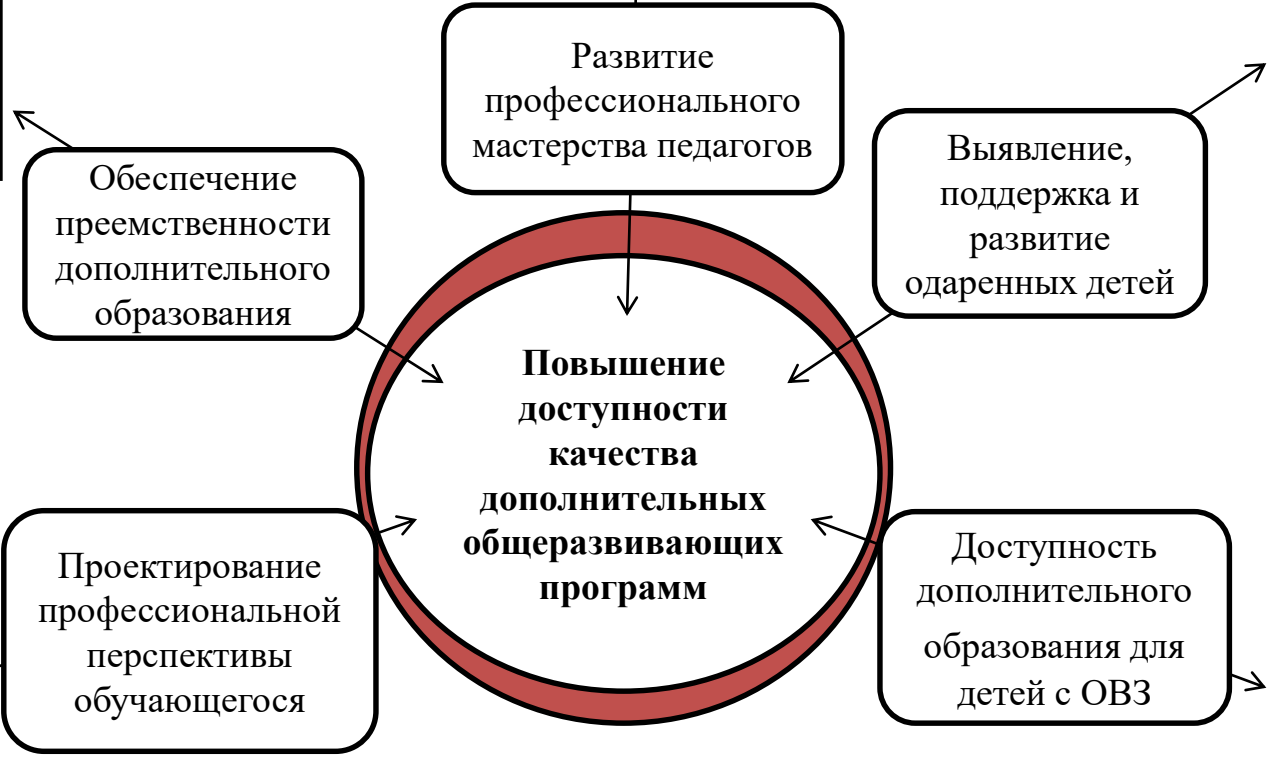 Развитие
профессионального
мастерства педагогов
Выявление,
поддержка и
развитие
одаренных детей
Обеспечение
преемственности
дополнительного
образования
Повышение
доступности
качества
дополнительных
общеразвивающих
программ
Проектирование
профессиональной
перспективы
обучающегося
Доступность
дополнительного
образования для
детей с ОВЗ